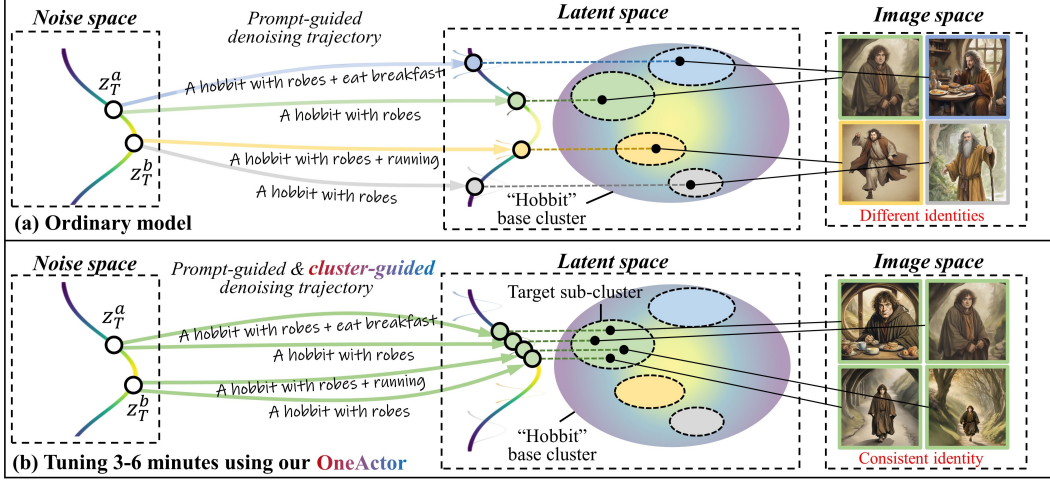 Noise space
Prompt-guided
denoising trajectory
Latent space
Image space
z_T^a
A hobbit with robes + eat breakfast
A hobbit with robes
z_T^b
A hobbit with robes + running
A hobbit with robes
"Hobbit"
base cluster
Different identities
(a) Ordinary model
Noise space
Prompt-guided & cluster-guided
denoising trajectory
Latent space
Image space
Target sub-cluster
z_T^a
A hobbit with robes + eat breakfast
A hobbit with robes
A hobbit with robes + running
z_T^b
A hobbit with robes
"Hobbit"
base cluster
Consistent identity
(b) Tuning 3-6 minutes using our OneActor